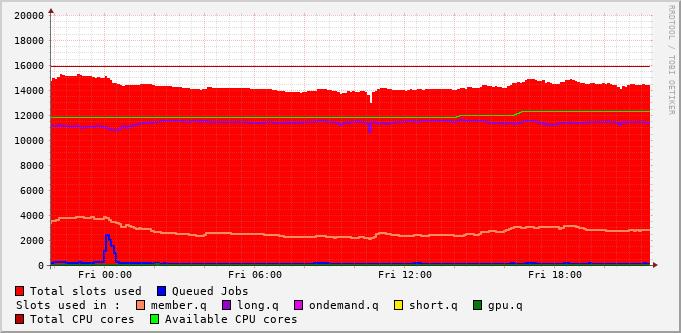 20000
18000
16000
14000
12000
10000
8000
6000
4000
2000
0
Fri 00:00 Fri 06:00 Fri 12:00 Fri 18:00
RRDTOOL / TOBI OETIKER
Total slots used Queued Jobs
Slots used in : member.q long.q ondemand.q short.q gpu.q
Total CPU cores Available CPU cores